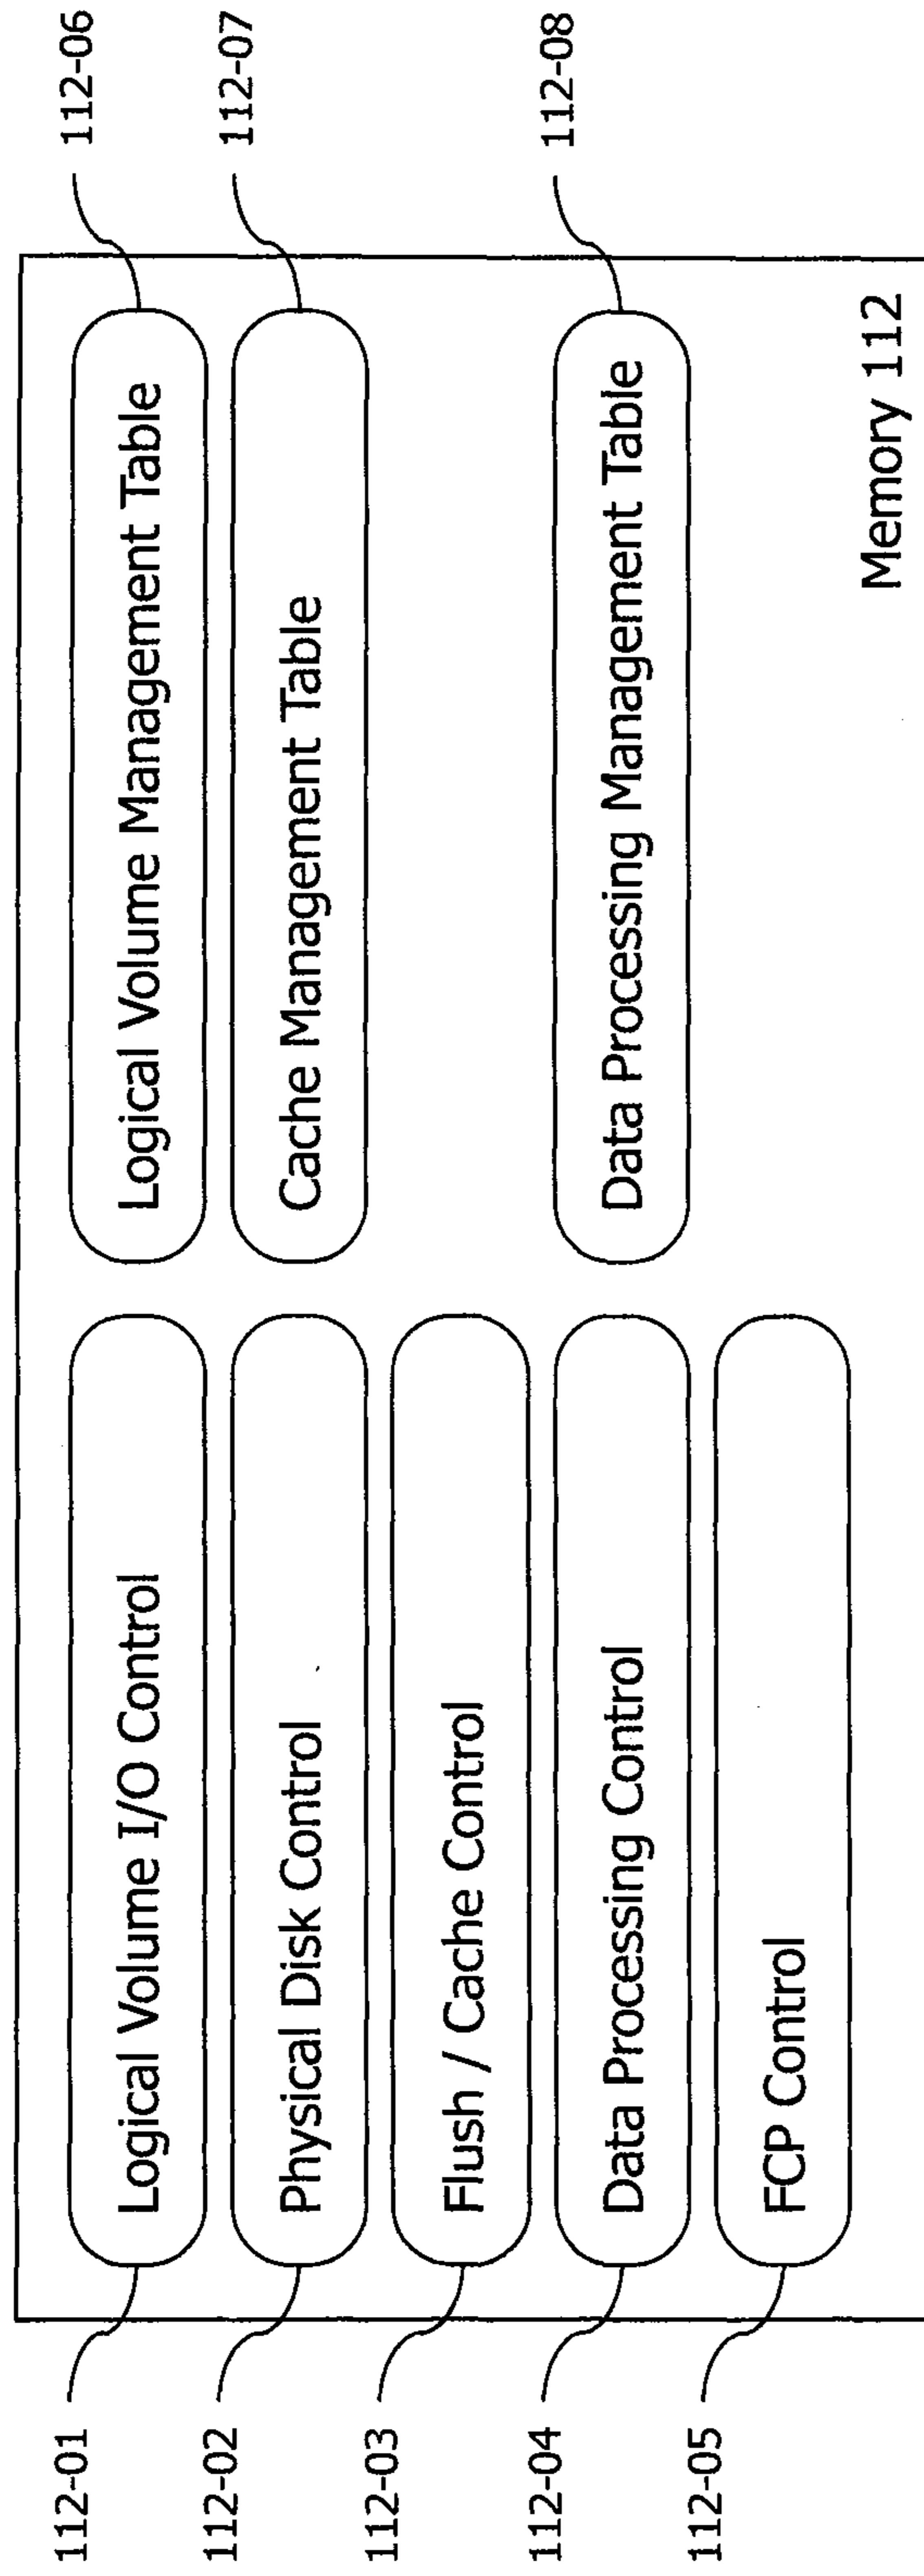 112-01
Logical Volume I/O Control
Logical Volume Management Table
112-06
112-02
Physical Disk Control
Cache Management Table
112-07
112-03
Flush / Cache Control
112-04
Data Processing Control
Data Processing Management Table
112-08
112-05
FCP Control
Memory 112